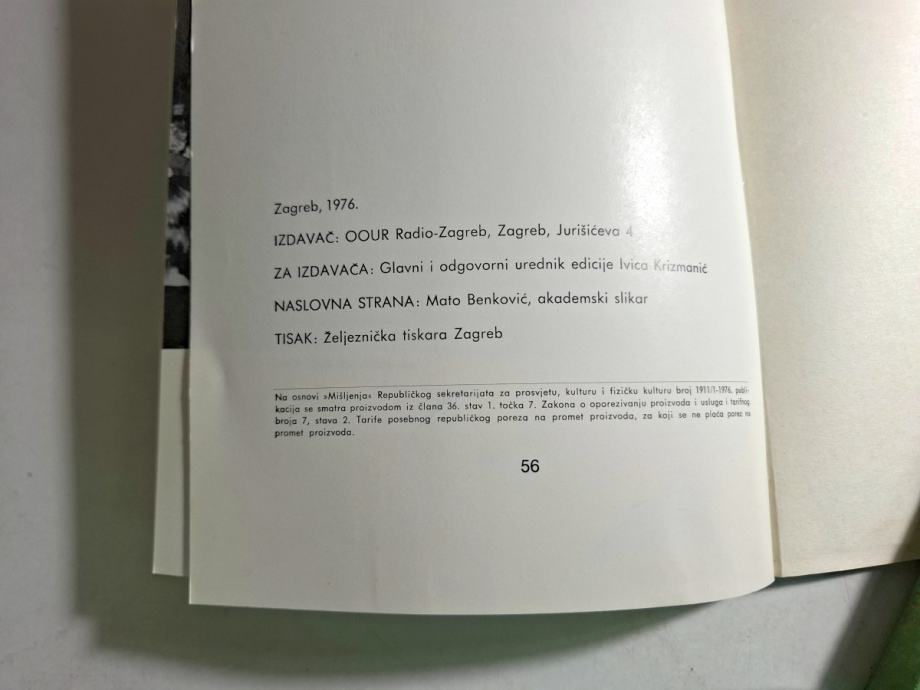 Zagreb, 1976.
IZDAVAČ: OOUR Radio-Zagreb, Zagreb, Jurišićeva 4
ZA IZDAVAČA: Glavni i odgovorni urednik edicije Ivica Krizmanić
NASLOVNA STRANA: Mato Benković, akademski slikar
TISAK: Željeznička tiskara Zagreb
Na osnovi »Mišljenja« Republičkog sekretarijata za prosvjetu, kulturu i fizičku kulturu broj 1911/1-1976. publi-
kacija se smatra proizvodom iz člana 36. stav 1. točka 7. Zakona o oporezivanju proizvoda i usluga i tarifnog
broja 7, stava 2. Tarife posebnog republičkog poreza na promet proizvoda, za koji se ne plaća porez na
promet proizvoda.
56